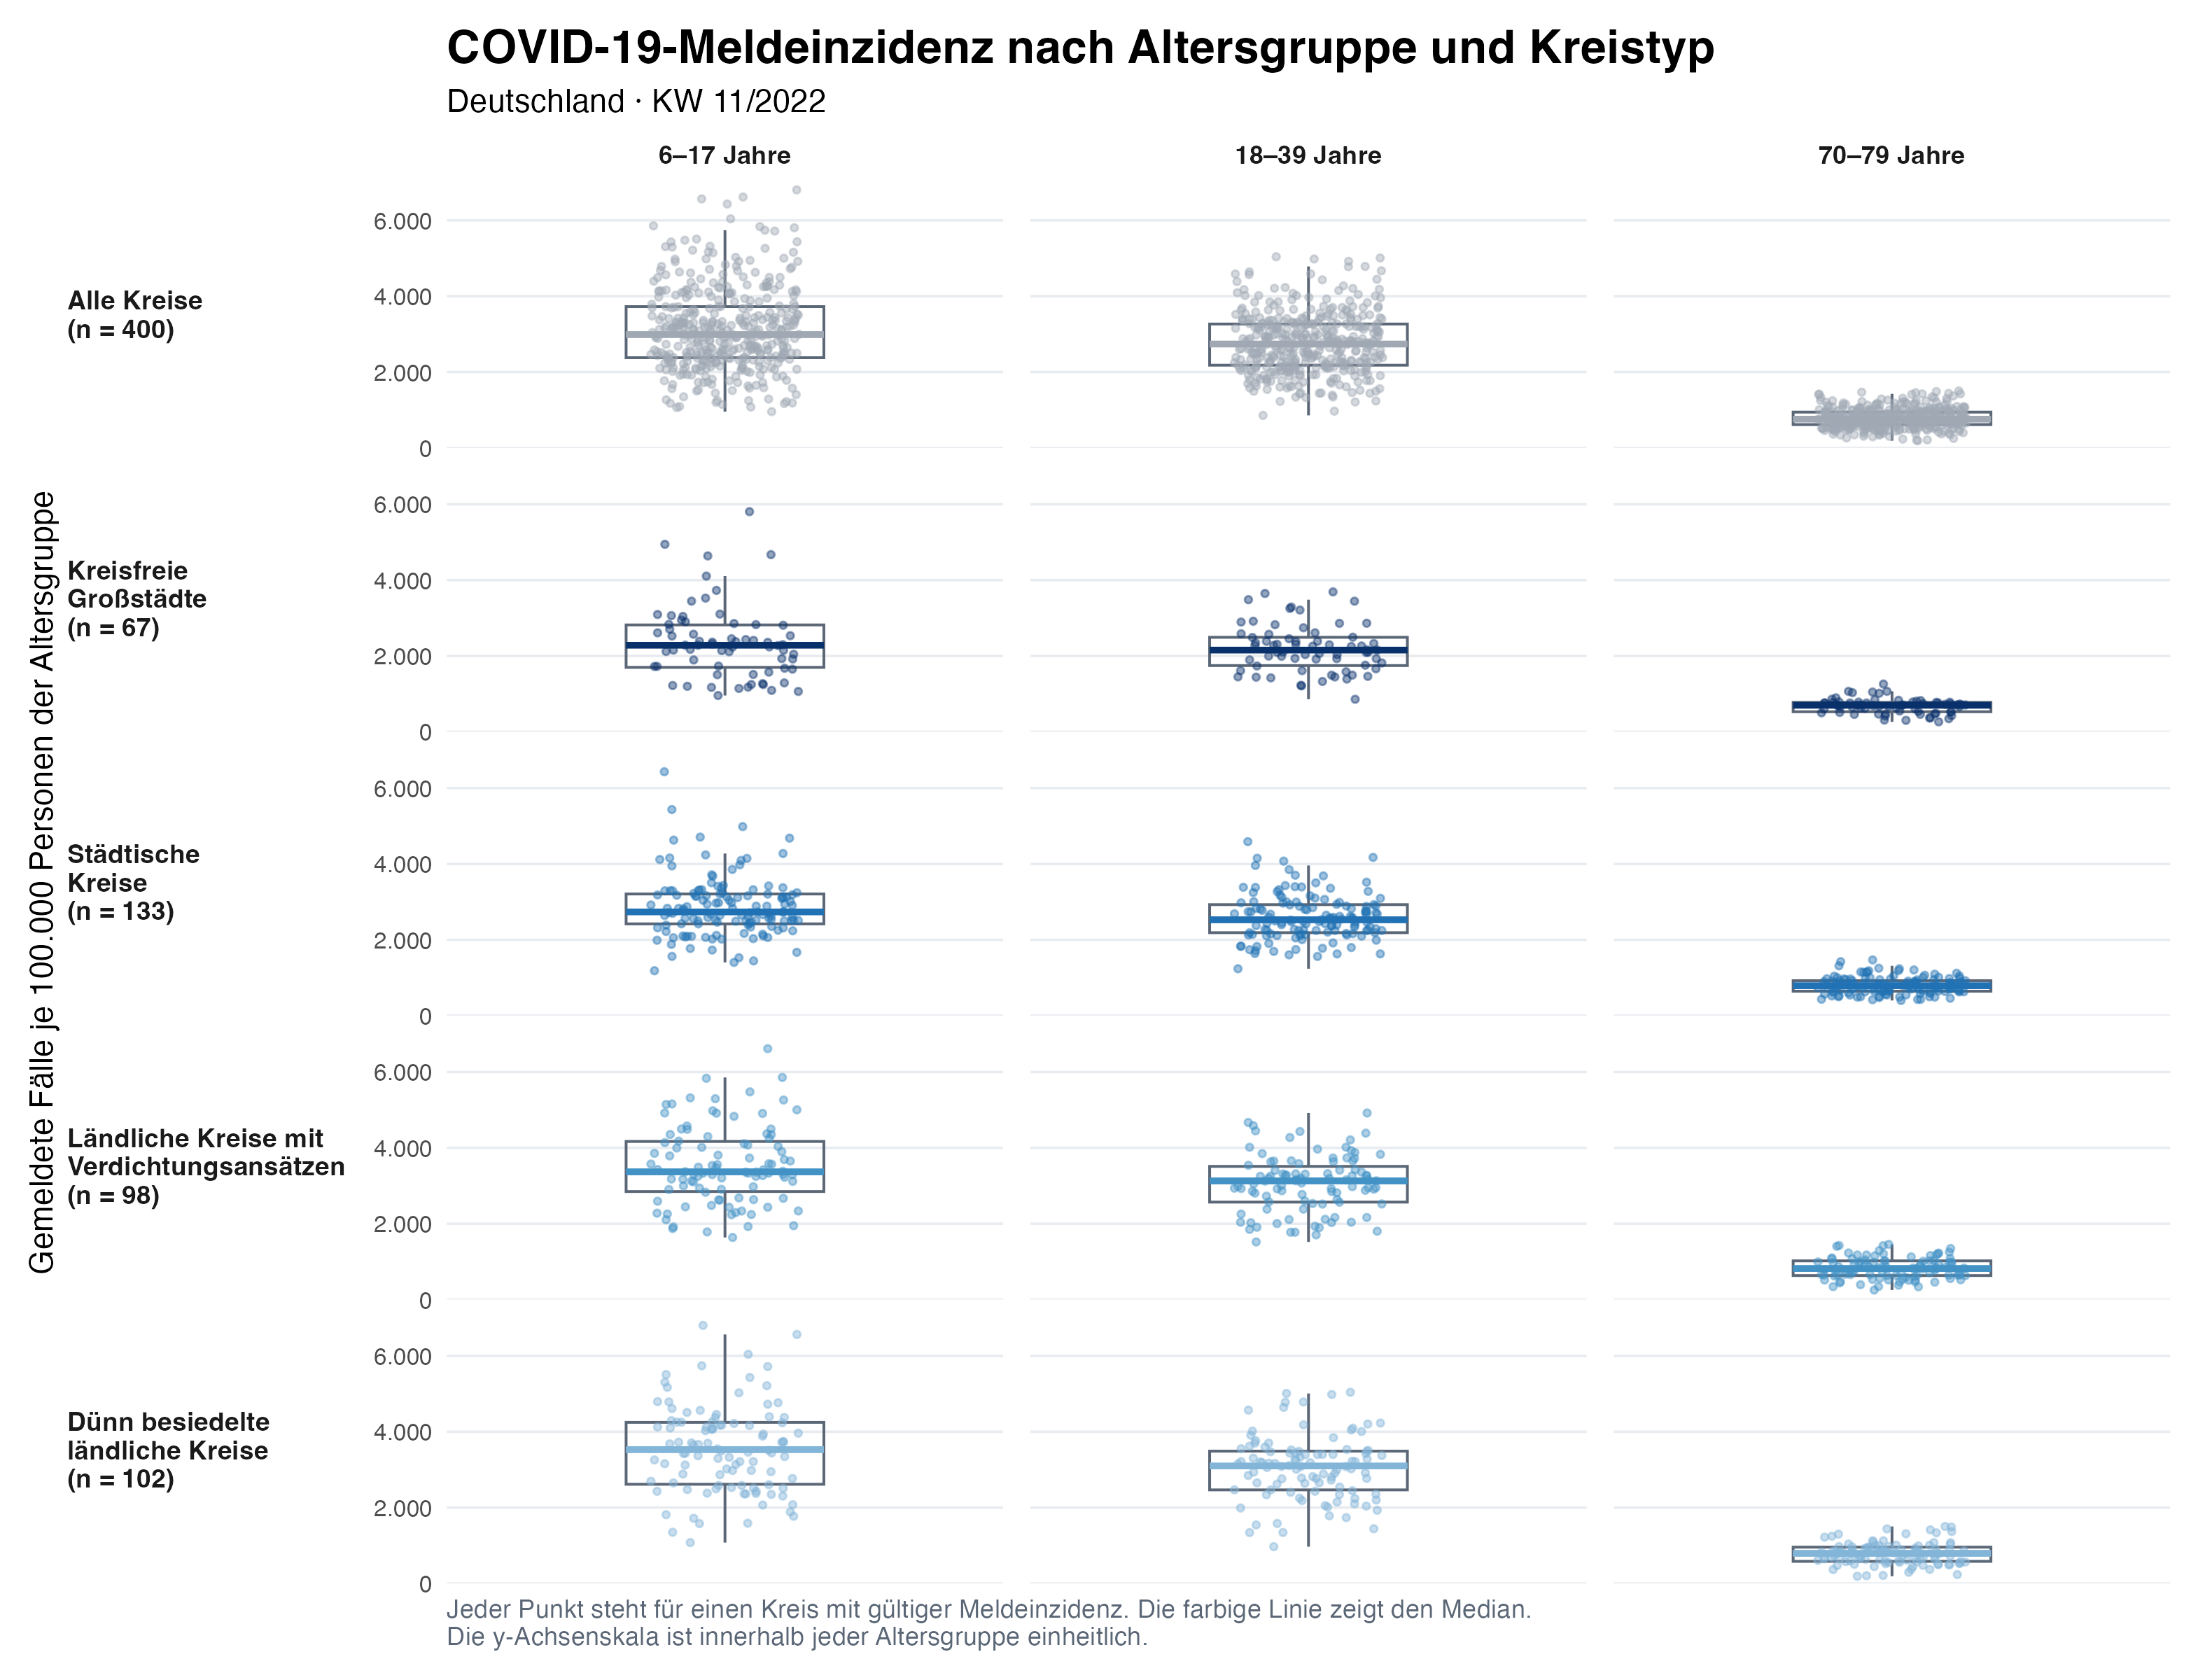 COVID-19-Meldeinzidenz nach Altersgruppe und Kreistyp
Deutschland · KW 11/2022
6–17 Jahre
18–39 Jahre
70–79 Jahre
Gemeldete Fälle je 100.000 Personen der Altersgruppe
Alle Kreise
(n = 400)
6.000
4.000
2.000
0
Kreisfreie
Großstädte
(n = 67)
6.000
4.000
2.000
0
Städtische
Kreise
(n = 133)
6.000
4.000
2.000
0
Ländliche Kreise mit
Verdichtungsansätzen
(n = 98)
6.000
4.000
2.000
0
Dünn besiedelte
ländliche Kreise
(n = 102)
6.000
4.000
2.000
0
Jeder Punkt steht für einen Kreis mit gültiger Meldeinzidenz. Die farbige Linie zeigt den Median.
Die y-Achsenskala ist innerhalb jeder Altersgruppe einheitlich.